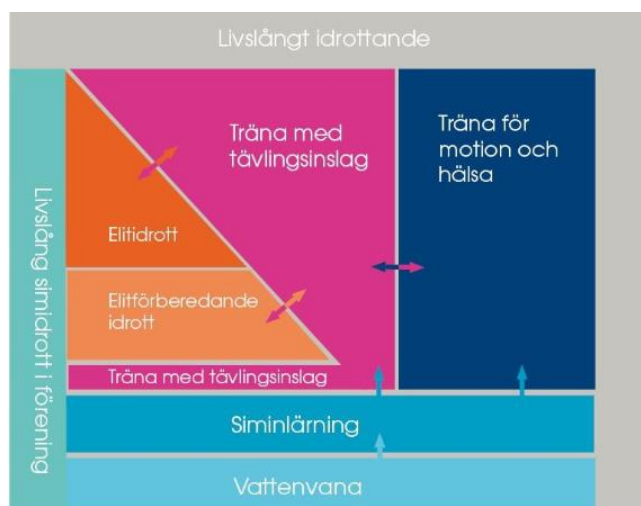 Livslångt idrottande
Livslång simidrott i förening
Träna med
tävlingsinslag
Träna för
motion och
hälsa
Elitidrott
Elitförberedande
idrott
Träna med tävlingsinslag
Siminlärning
Vattenvana